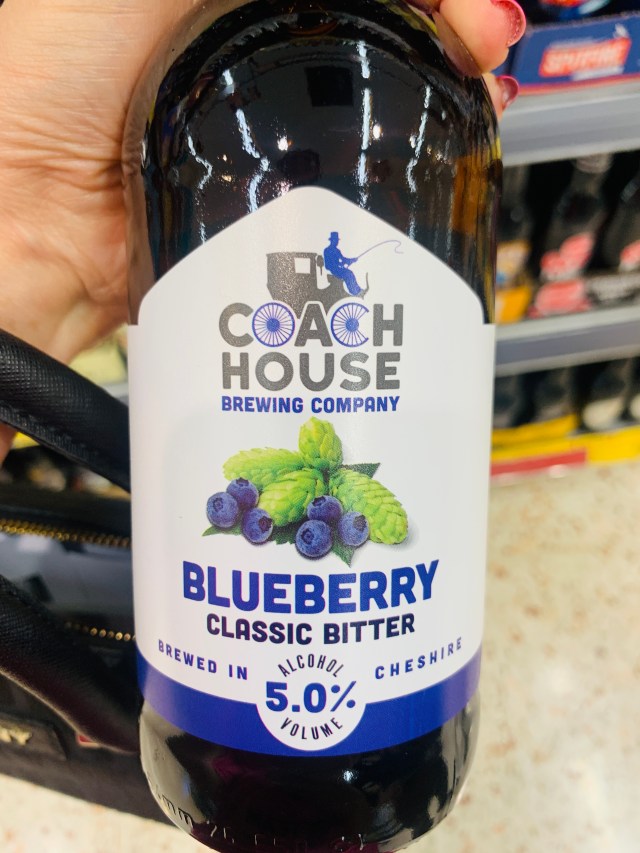 COACH
HOUSE
BREWING COMPANY
BLUEBERRY
CLASSIC BITTER
BREWED IN
ALCOHOL
5.0%
VOLUME
CHESHIRE